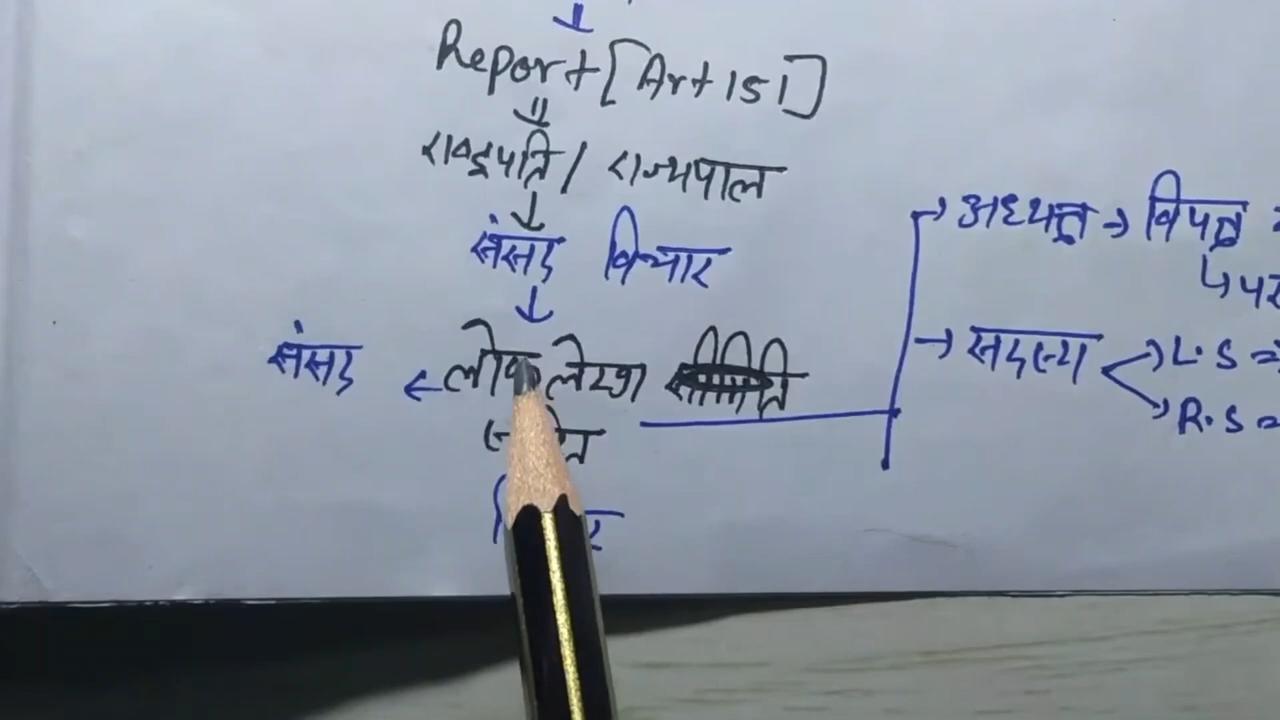 Report [Art 151]
राष्ट्रपति / राज्यपाल
संसद विचार
संसद ← लोक लेखा
अध्यक्ष → विपक्ष
सदस्य → L.S =
→ R.S =